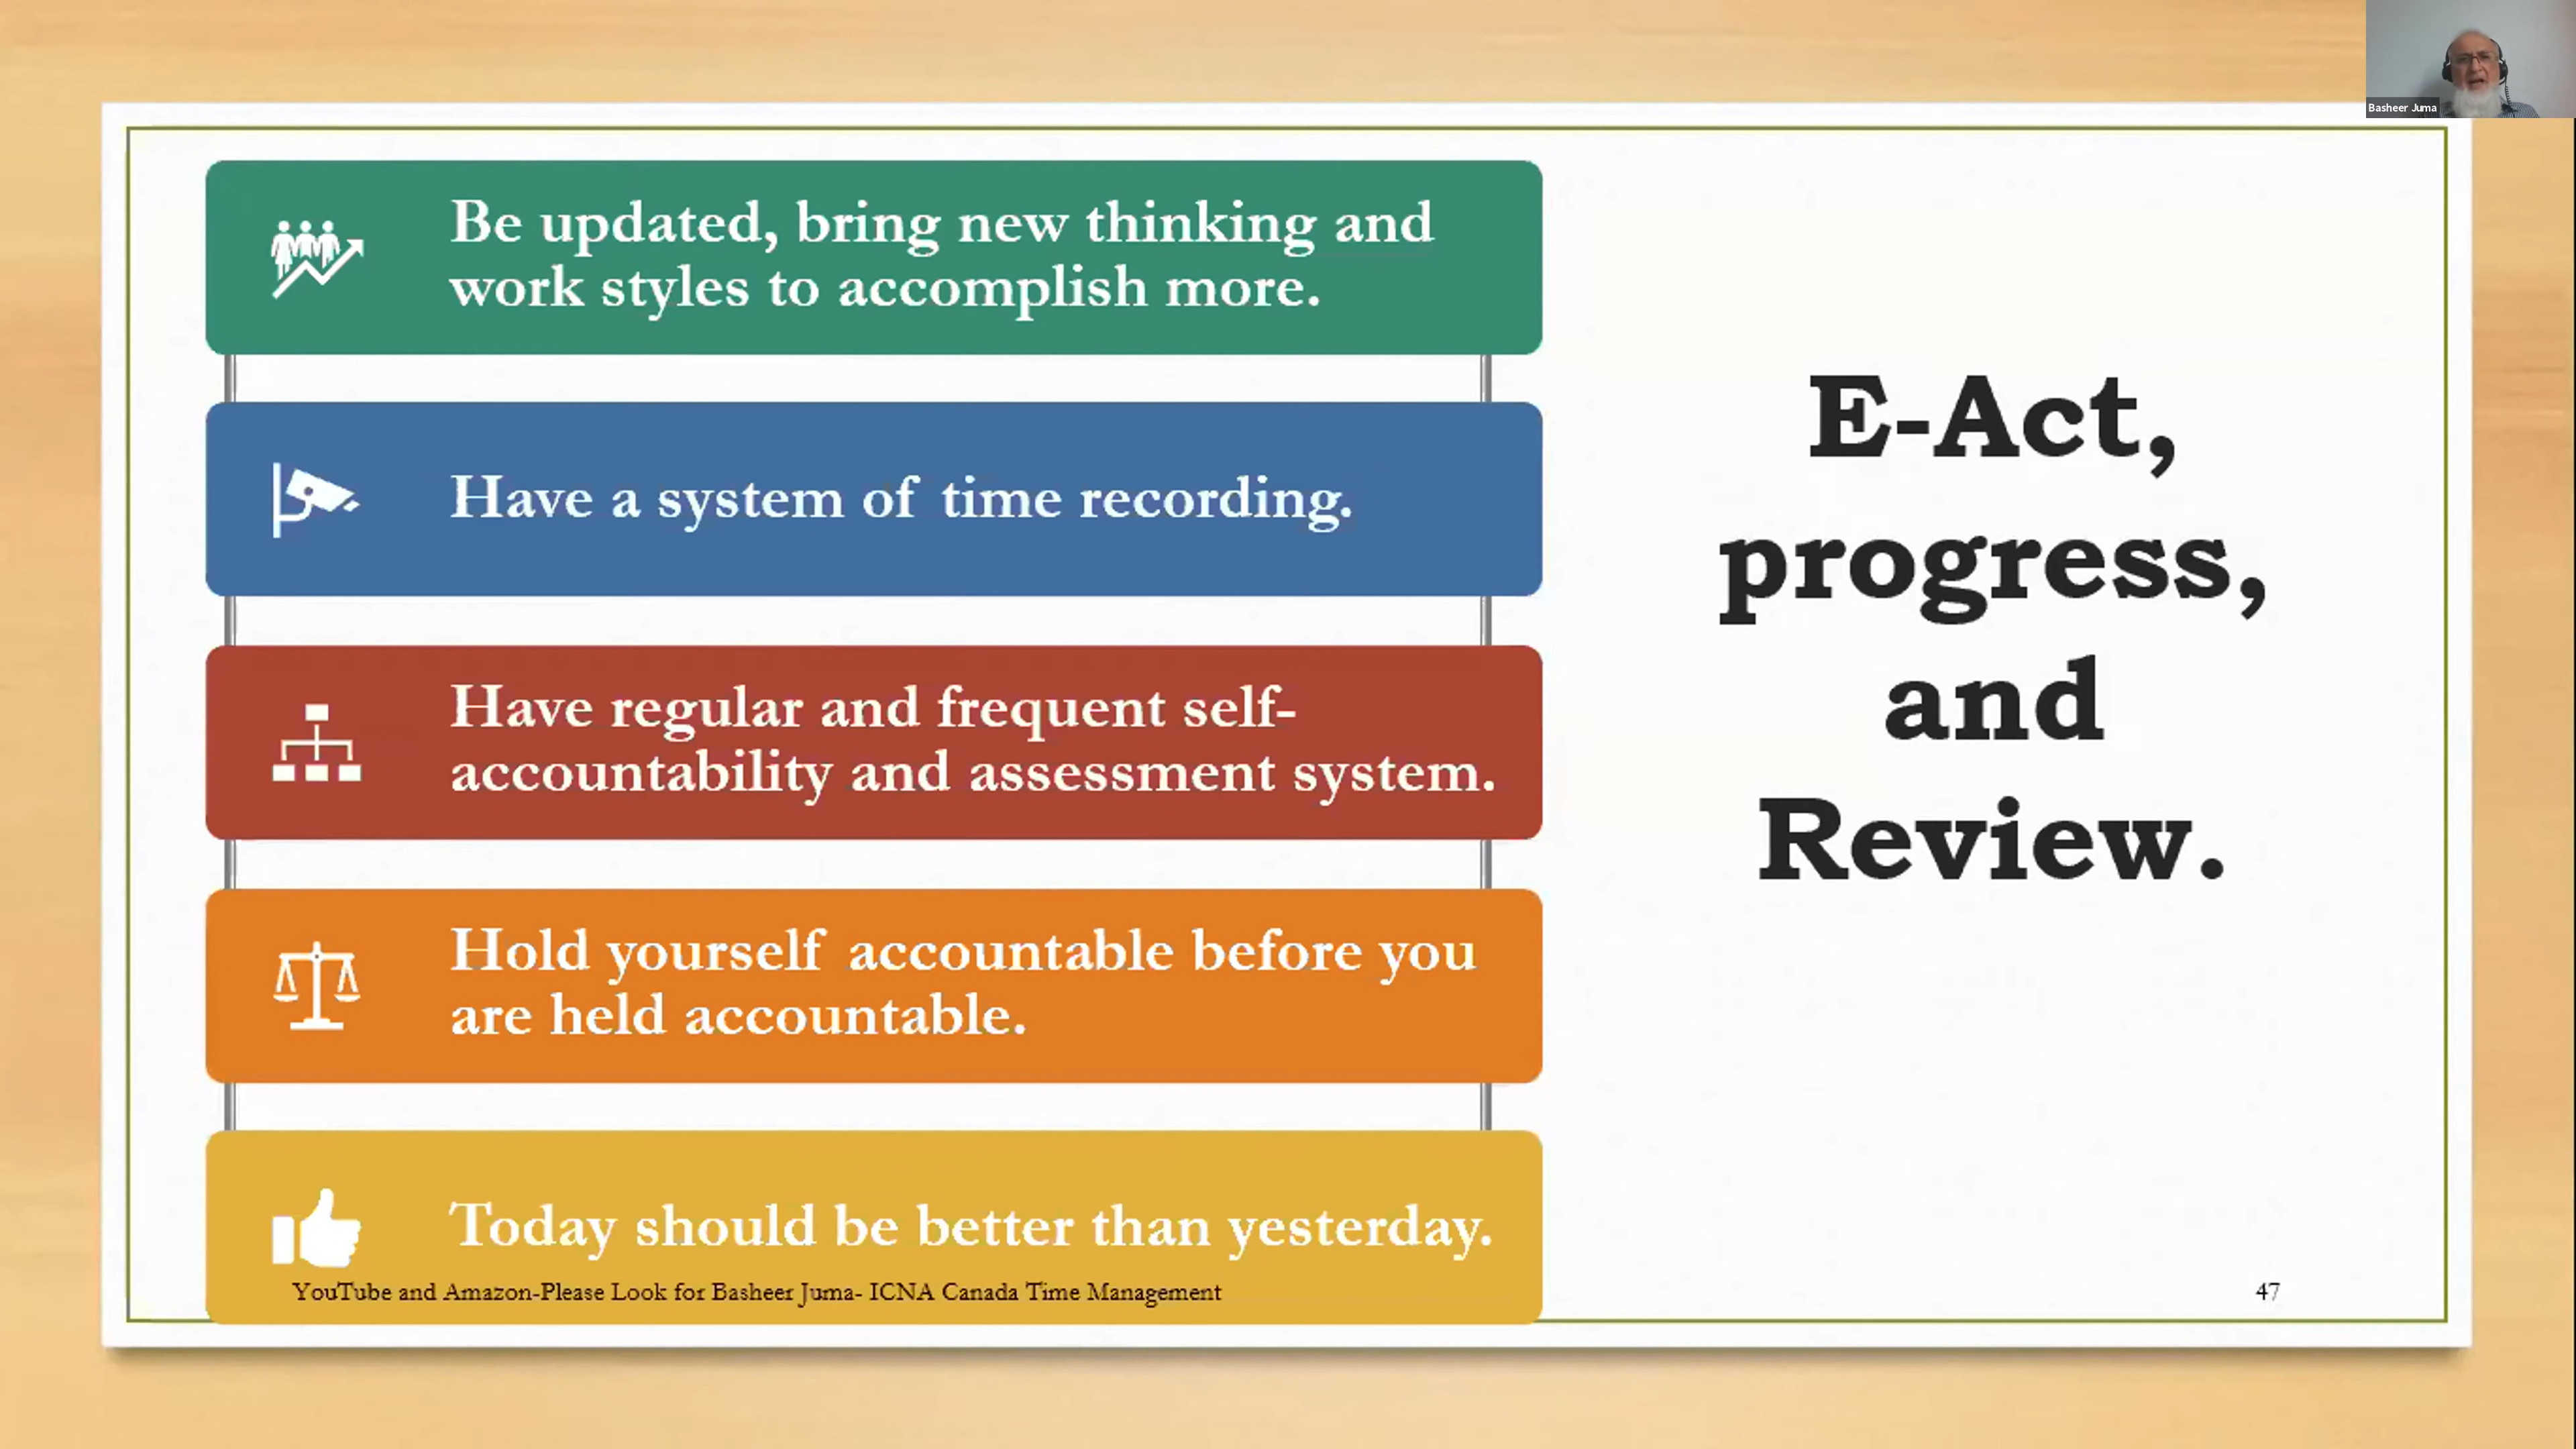 Basheer Juma
Be updated, bring new thinking and
work styles to accomplish more.
Have a system of time recording.
Have regular and frequent self-
accountability and assessment system.
Hold yourself accountable before you
are held accountable.
Today should be better than yesterday.
E-Act,
progress,
and
Review.
YouTube and Amazon-Please Look for Basheer Juma- ICNA Canada Time Management
47